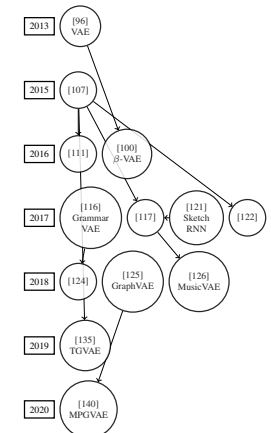 2013
[96]
VAE
2015
[107]
2016
[111]
[100]
β-VAE
2017
[116]
Grammar
VAE
[117]
[121]
Sketch
RNN
[122]
2018
[124]
[125]
GraphVAE
[126]
MusicVAE
2019
[135]
TGVAE
2020
[140]
MPGVAE